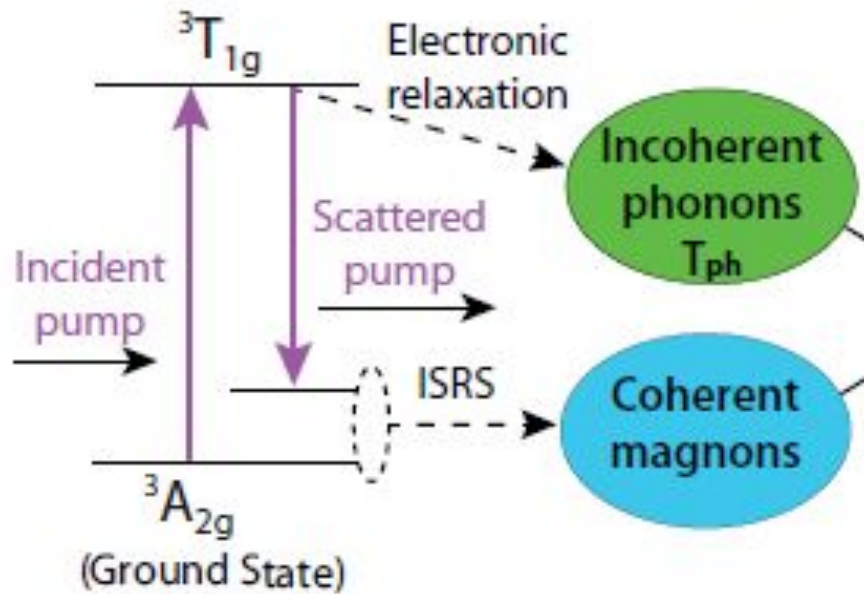 ³T₁g
Electronic
relaxation
Incoherent
phonons
Tph
Scattered
pump
Incident
pump
ISRS
Coherent
magnons
³A₂g
(Ground State)